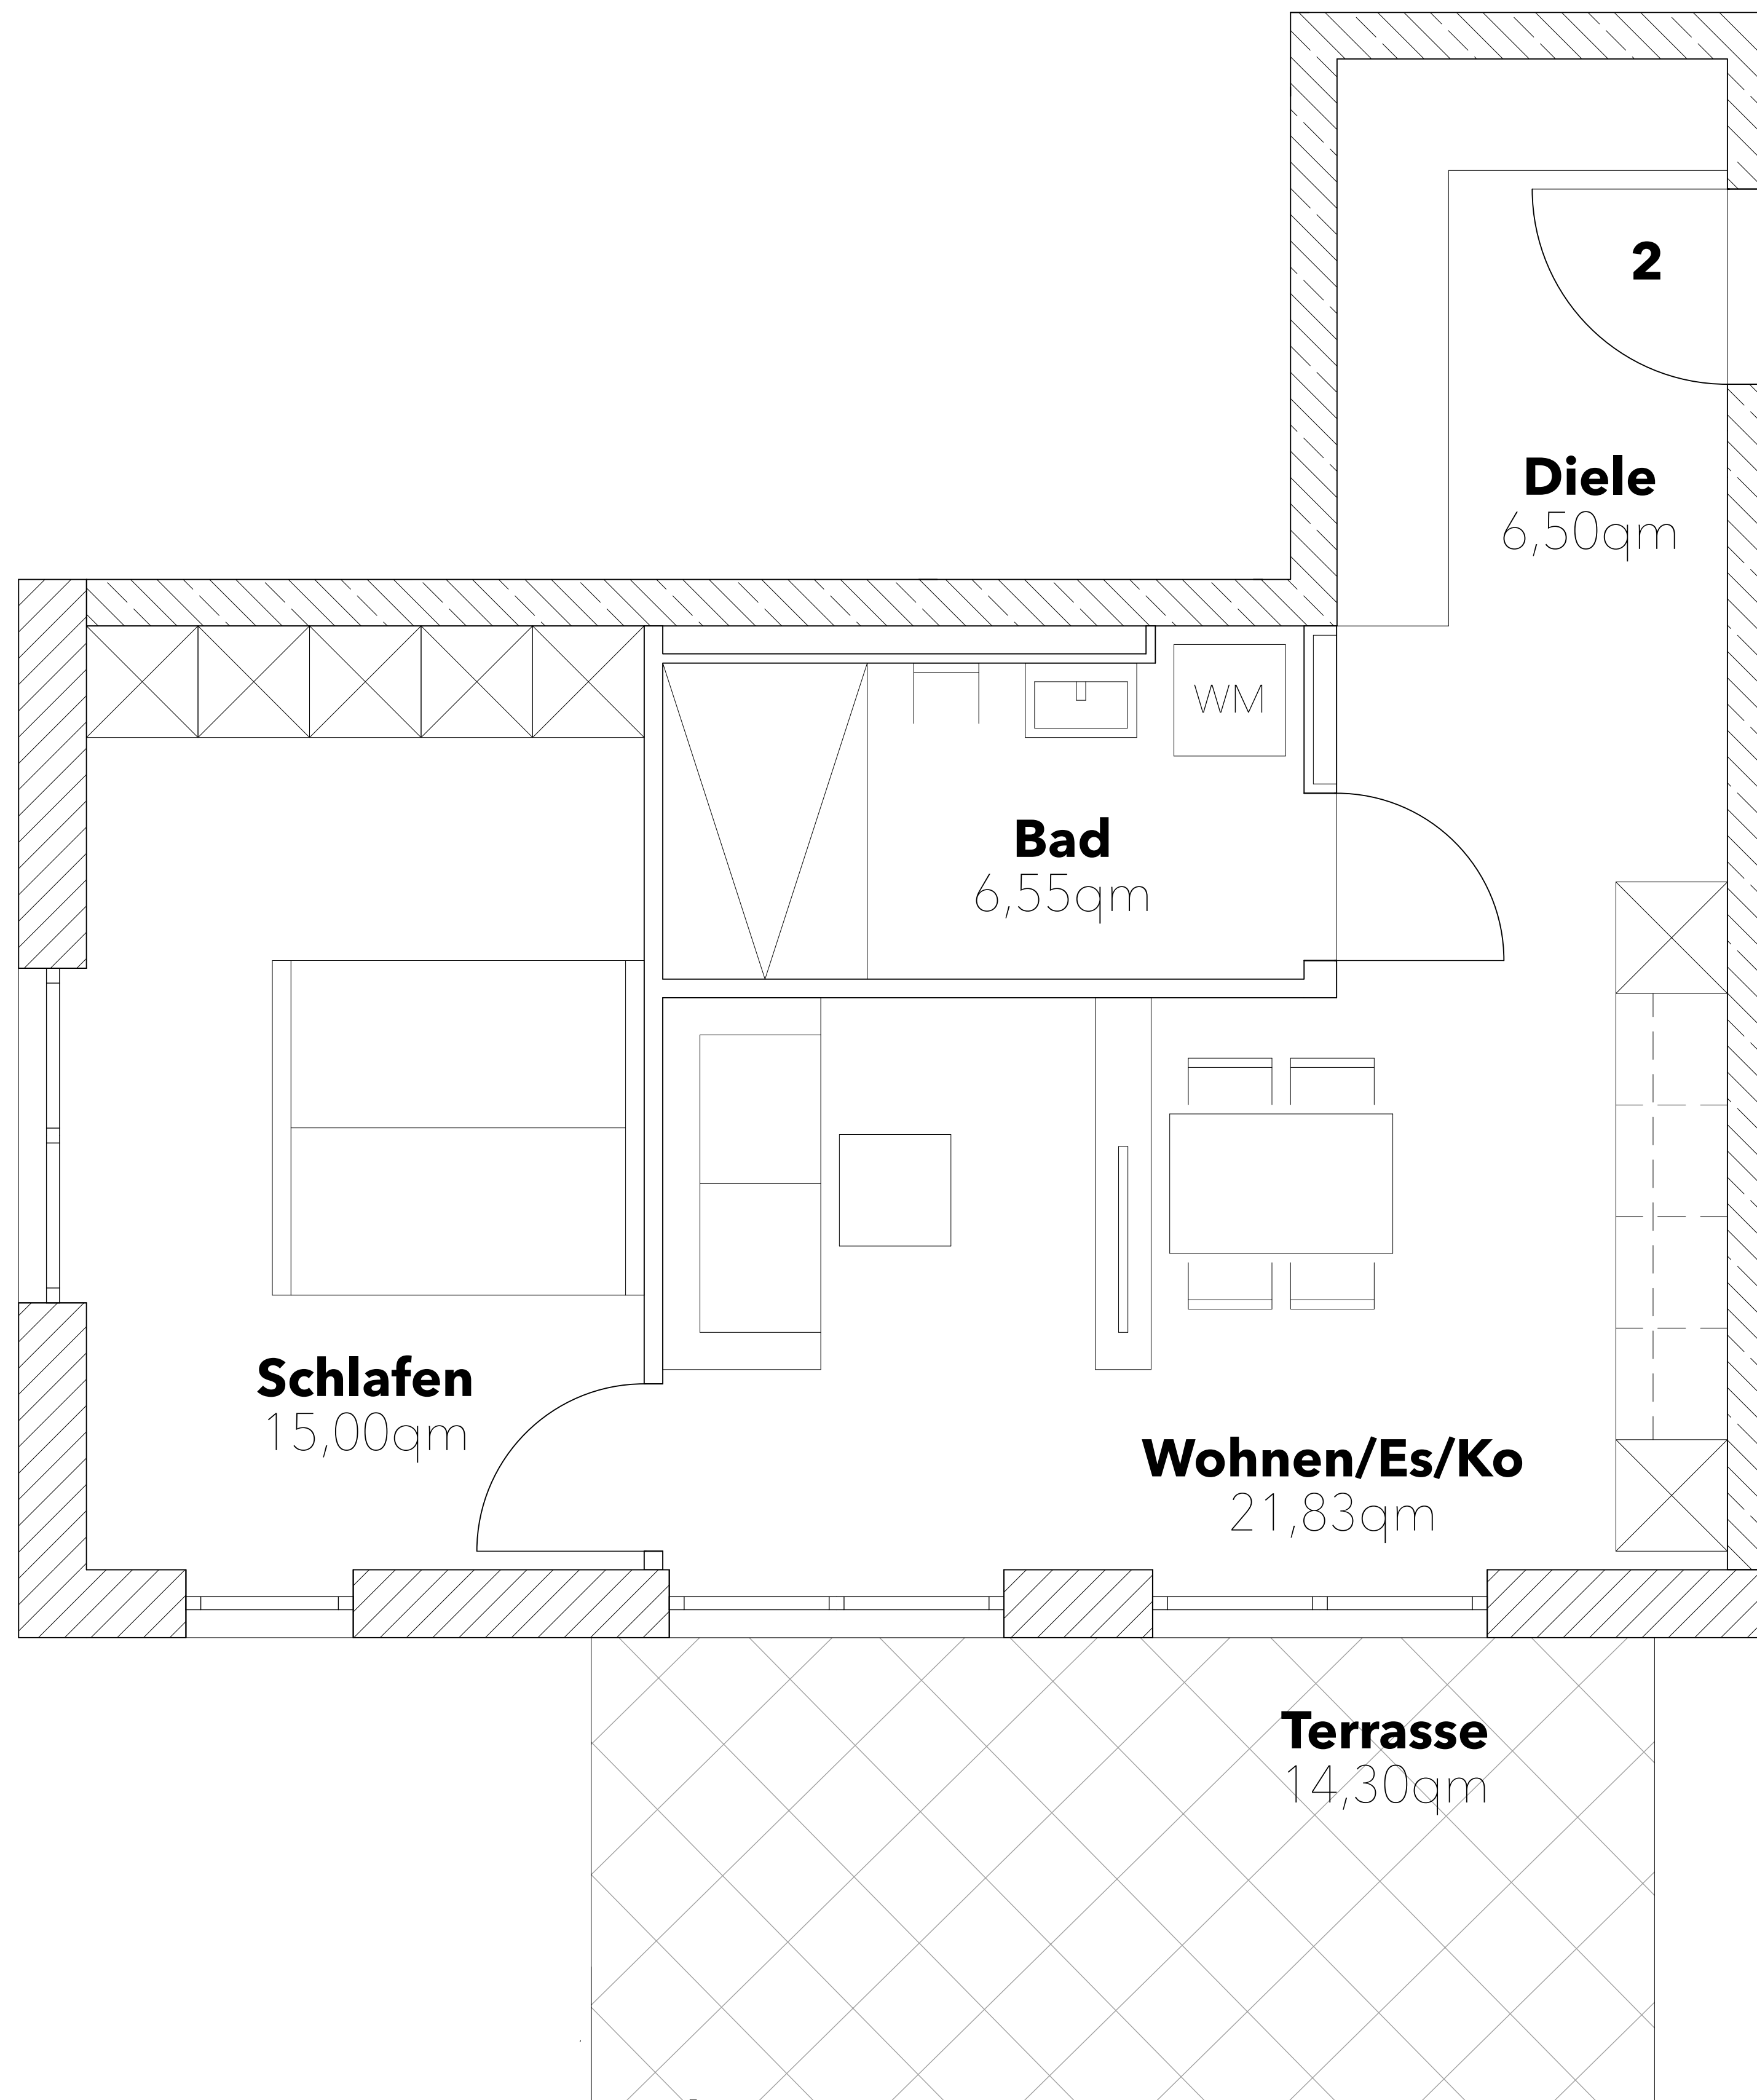 2
Diele
6,50qm
WM
Bad
6,55qm
Schlafen
15,00qm
Wohnen/Es/Ko
21,83qm
Terrasse
14,30qm